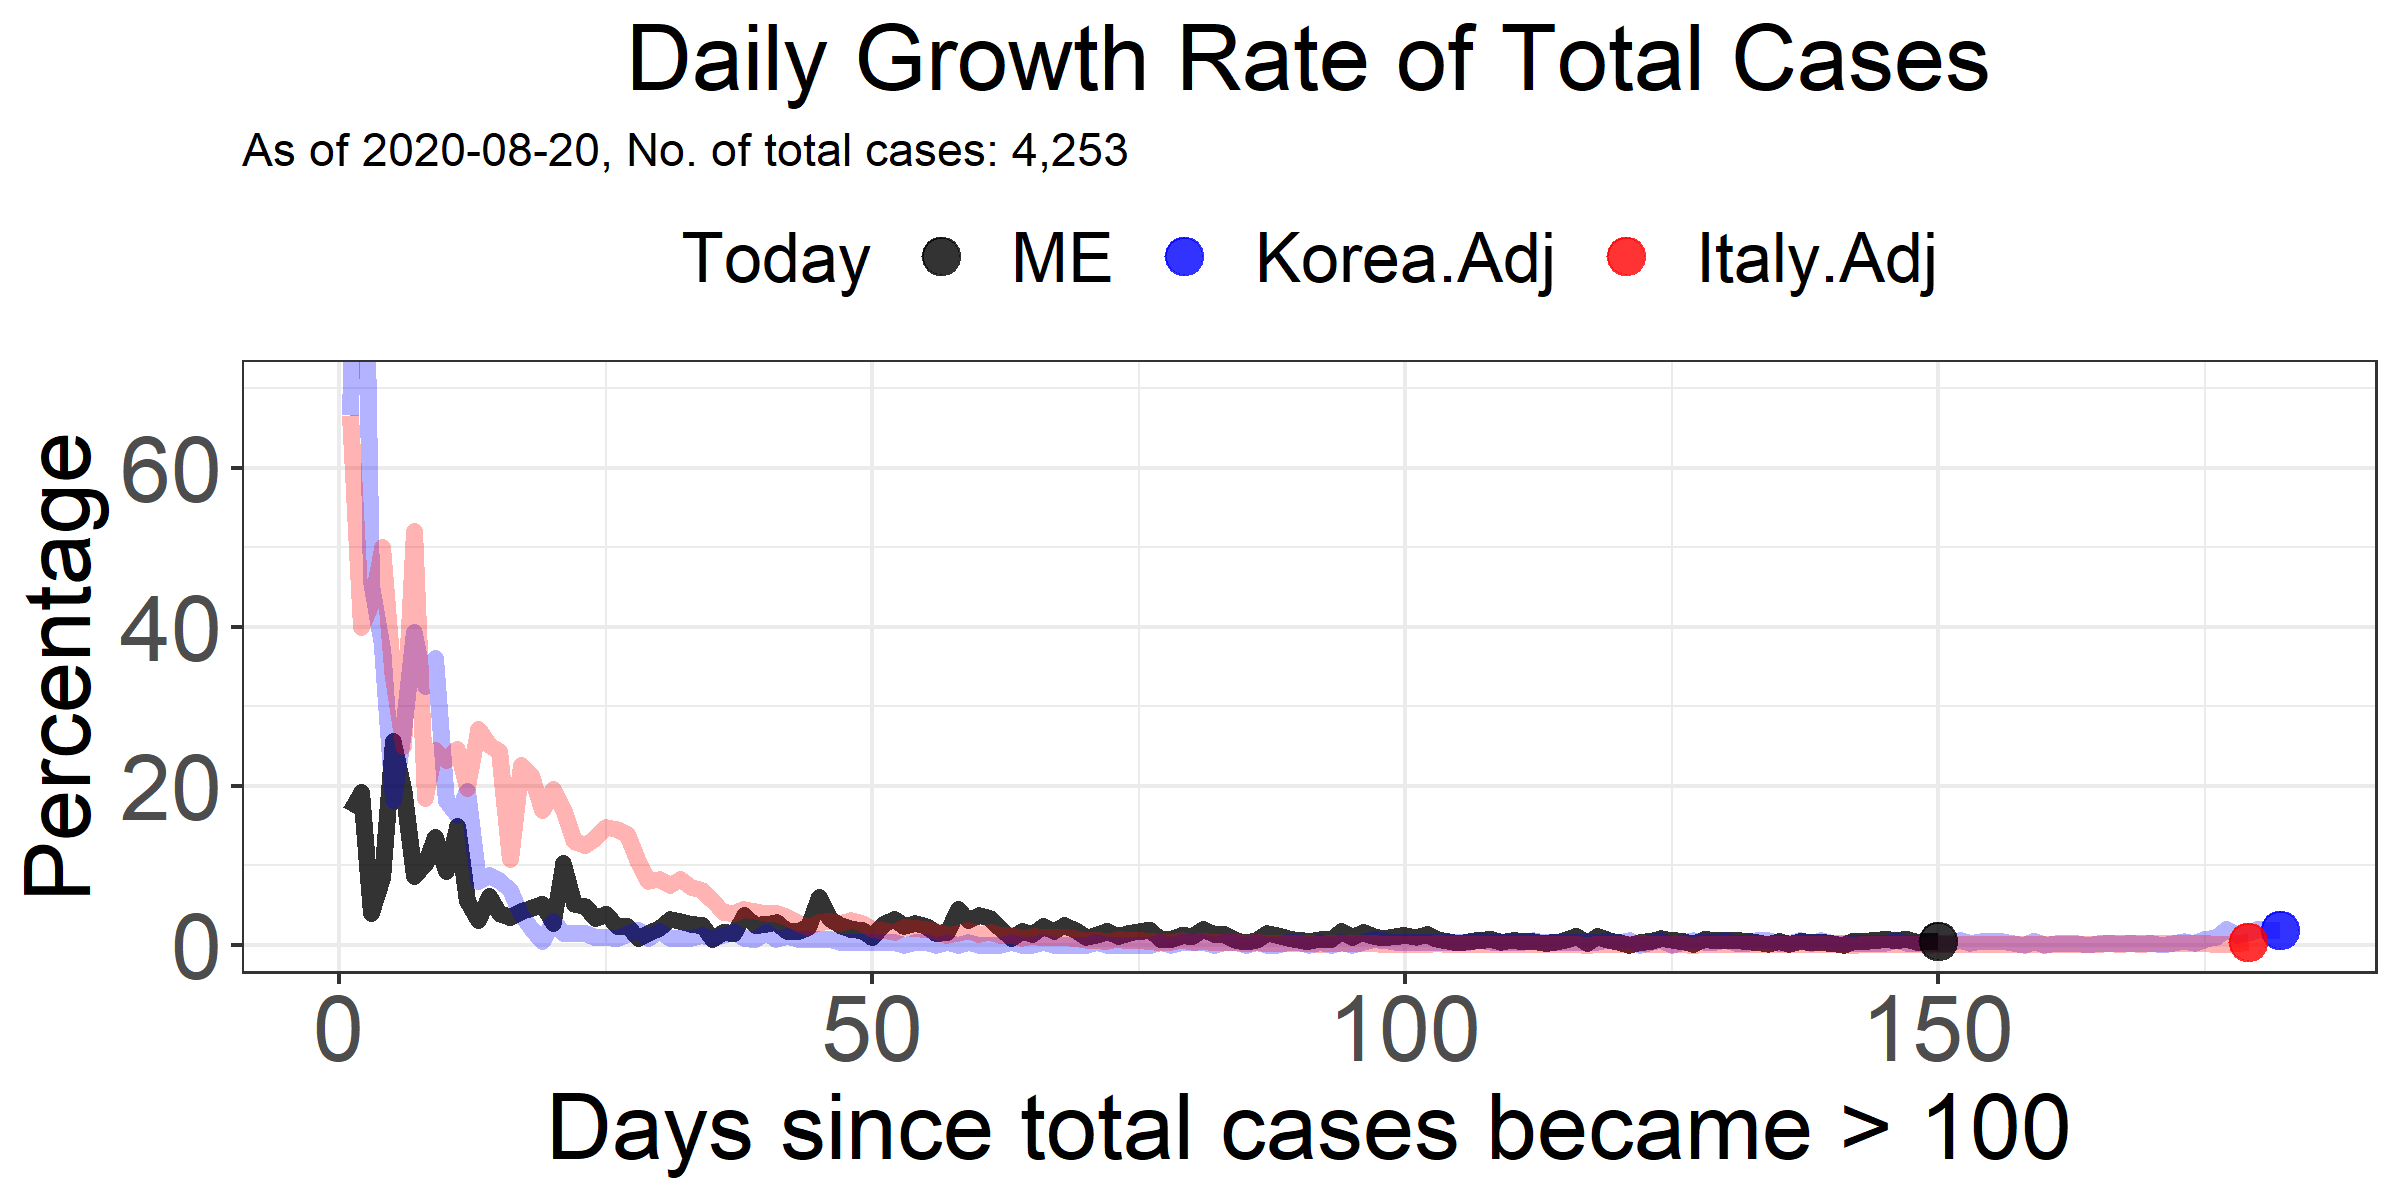 Daily Growth Rate of Total Cases
As of 2020-08-20, No. of total cases: 4,253
Today ME Korea.Adj Italy.Adj
Percentage
60
40
20
0
0 50 100 150
Days since total cases became > 100